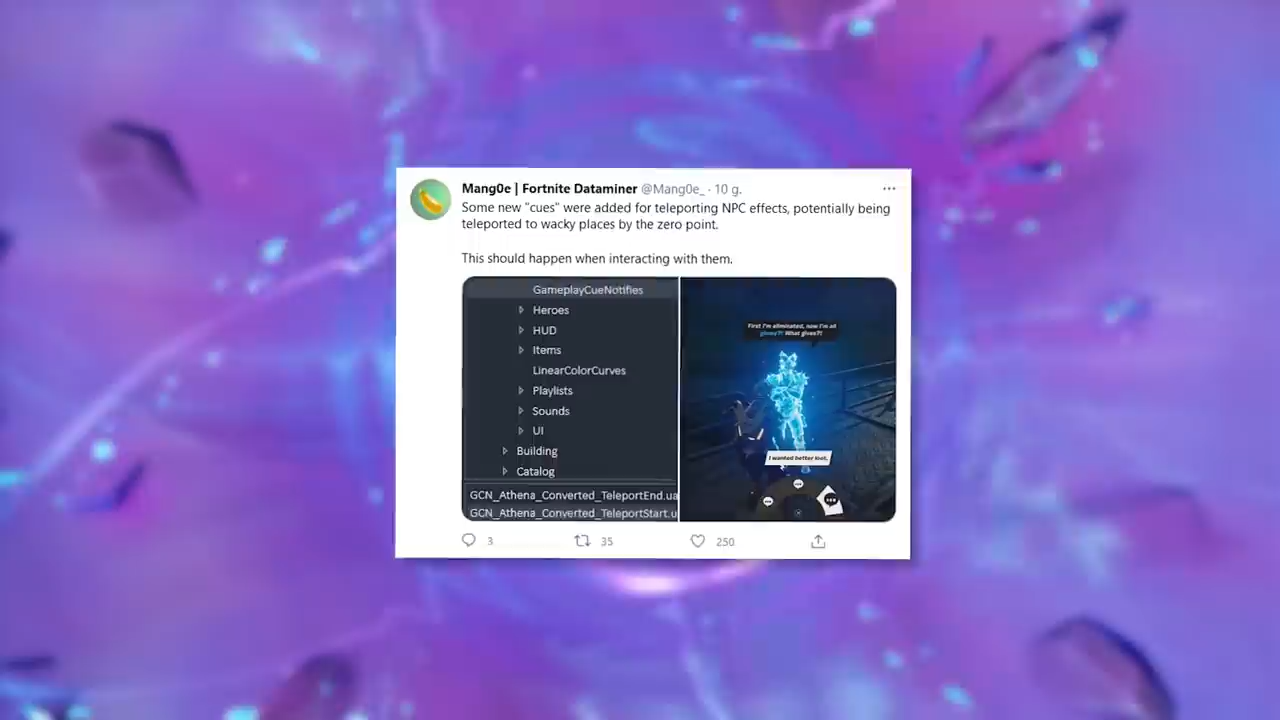 Mang0e | Fortnite Dataminer @Mang0e_ · 10 g.
Some new "cues" were added for teleporting NPC effects, potentially being
teleported to wacky places by the zero point.
This should happen when interacting with them.
GameplayCueNotifies
Heroes
HUD
Items
LinearColorCurves
Playlists
Sounds
UI
Building
Catalog
GCN_Athena_Converted_TeleportEnd.ua
GCN_Athena_Converted_TeleportStart.u
First I'm eliminated, now I'm all
glowy?! What gives?!
I wanted better loot,
3
35
250